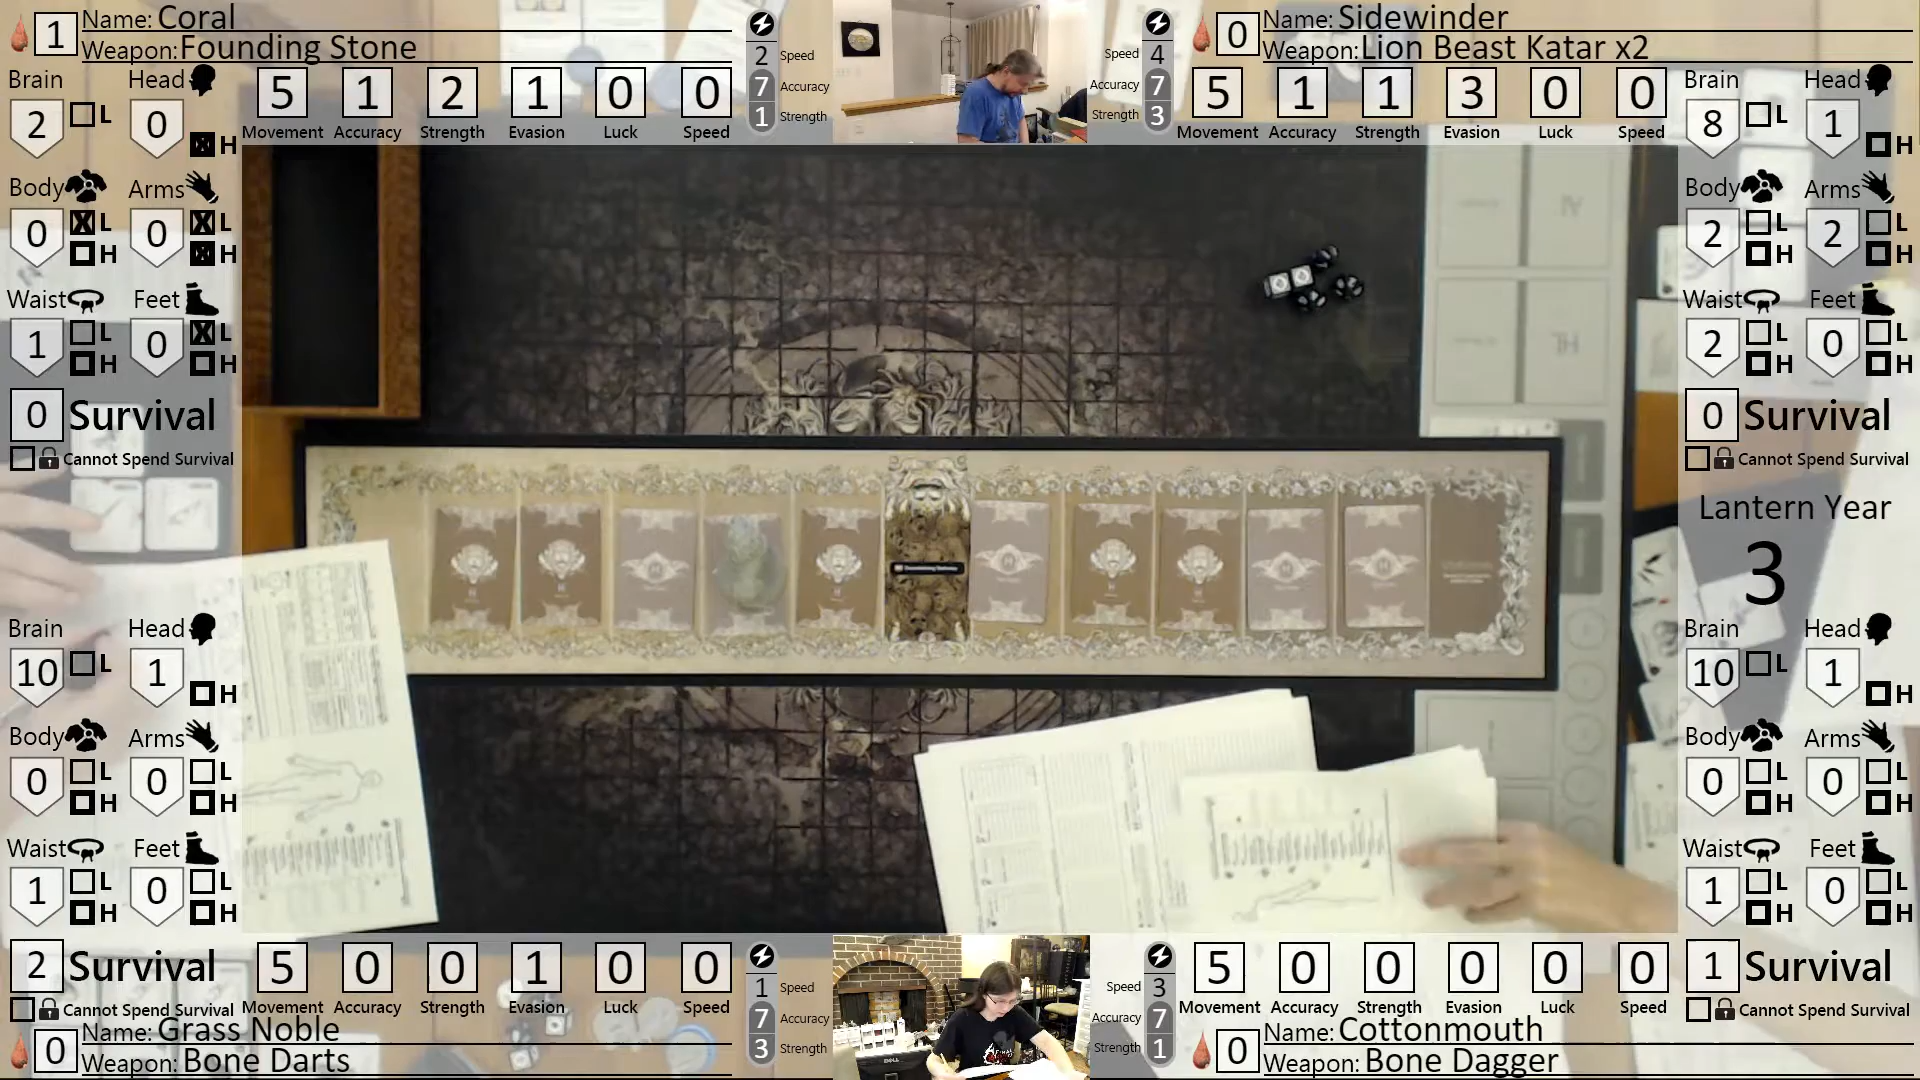 1 Name: Coral
Weapon: Founding Stone
5 1 2 1 0 0
Movement Accuracy Strength Evasion Luck Speed
2 Speed
7 Accuracy
1 Strength
Brain Head
2 L 0
H
Body Arms
0 L 0 L
H H
Waist Feet
1 L 0 L
H H
0 Survival
Cannot Spend Survival
0 Name: Sidewinder
Weapon: Lion Beast Katar x2
Speed 4
Accuracy 7
Strength 3
5 1 1 3 0 0
Movement Accuracy Strength Evasion Luck Speed
Brain Head
8 L 1
H
Body Arms
2 L 2 L
H H
Waist Feet
2 L 0 L
H H
0 Survival
Cannot Spend Survival
Lantern Year
3
Brain Head
10 L 1
H
Body Arms
0 L 0 L
H H
Waist Feet
1 L 0 L
H H
2 Survival
Cannot Spend Survival
5 0 0 1 0 0
Movement Accuracy Strength Evasion Luck Speed
1 Speed
7 Accuracy
3 Strength
0 Name: Grass Noble
Weapon: Bone Darts
Brain Head
10 L 1
H
Body Arms
0 L 0 L
H H
Waist Feet
1 L 0 L
H H
1 Survival
Cannot Spend Survival
Speed 3
Accuracy 7
Strength 1
5 0 0 0 0 0
Movement Accuracy Strength Evasion Luck Speed
0 Name: Cottonmouth
Weapon: Bone Dagger